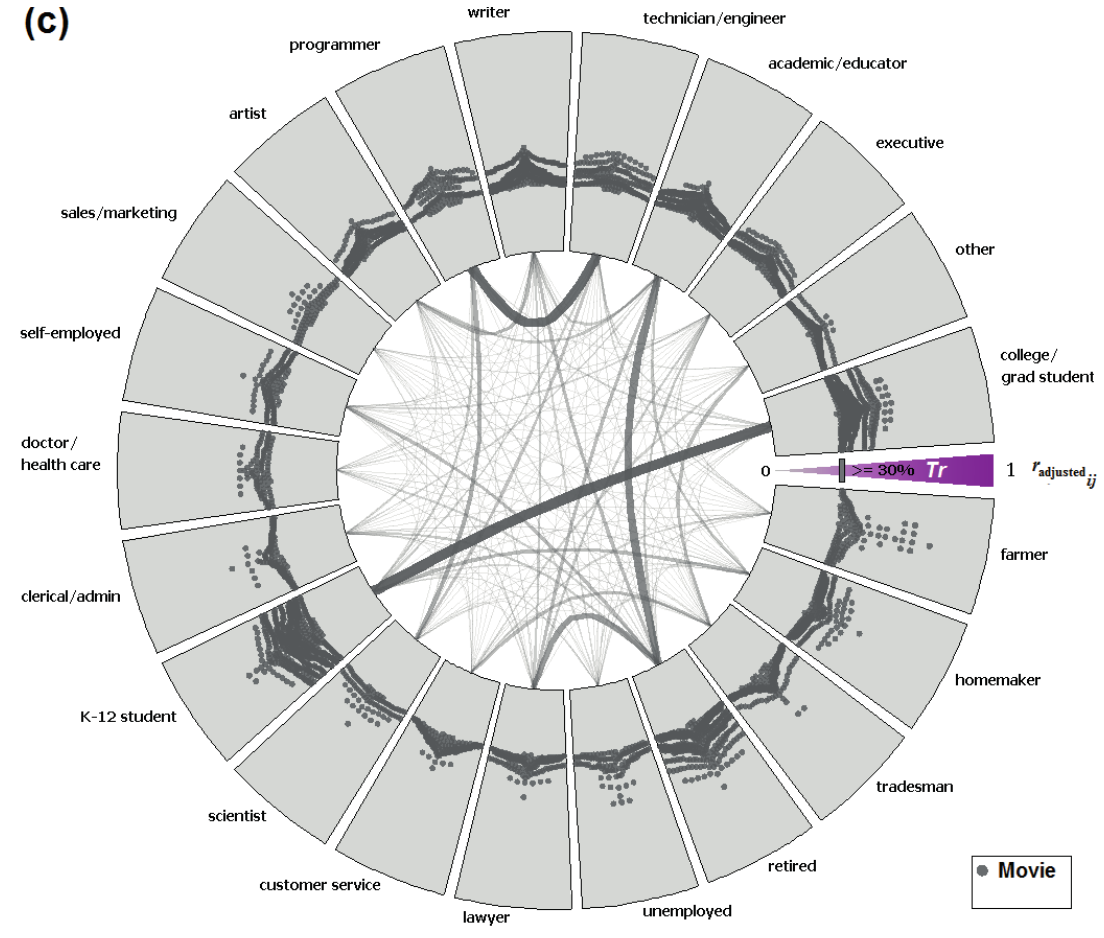 (c)
writer
technician/engineer
programmer
academic/educator
artist
executive
sales/marketing
other
self-employed
college/
grad student
doctor/
health care
0 >= 30% Tr 1 r adjusted ij
farmer
clerical/admin
homemaker
K-12 student
tradesman
scientist
retired
customer service
unemployed
lawyer
Movie